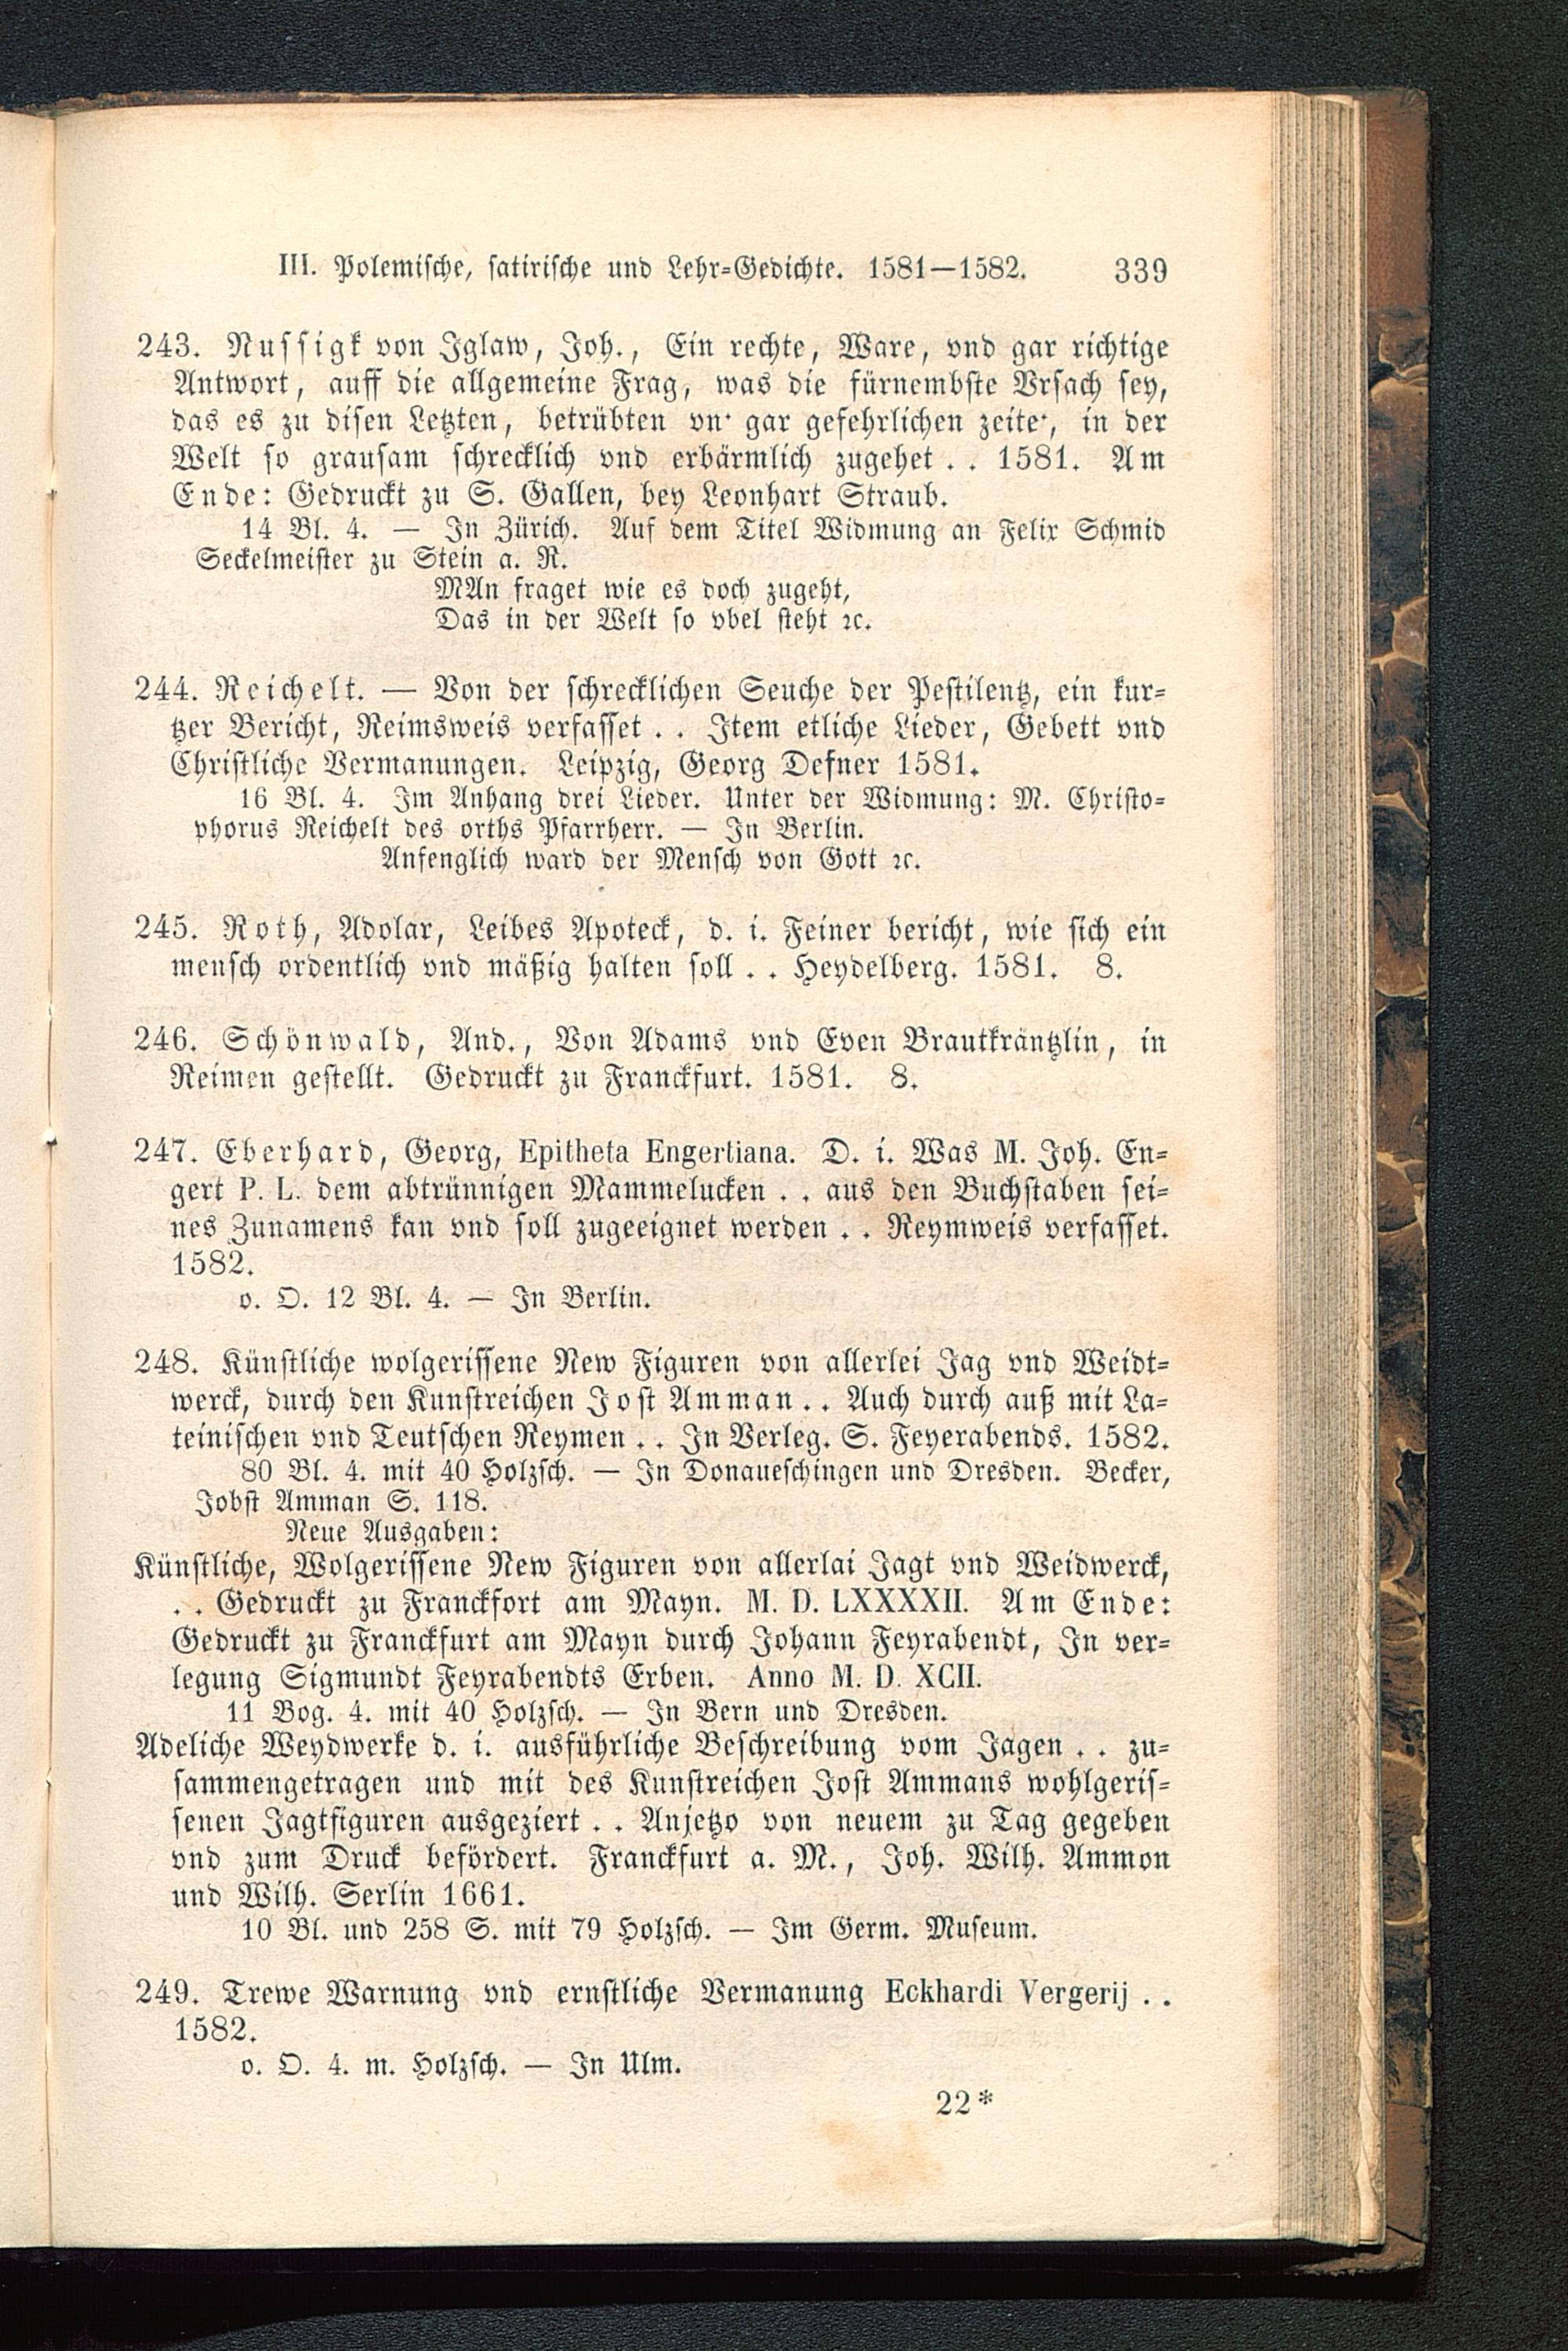 III. Polemische, satirische und Lehr-Gedichte. 1581—1582. 339
243. Nussigk von Iglaw, Joh., Ein rechte, Ware, vnd gar richtige
Antwort, auff die allgemeine Frag, was die fürnembste Vrsach sey,
das es zu disen Letzten, betrübten vn· gar gefehrlichen zeite·, in der
Welt so grausam schrecklich vnd erbärmlich zugehet . . 1581. Am
Ende: Gedruckt zu S. Gallen, bey Leonhart Straub.
14 Bl. 4. — In Zürich. Auf dem Titel Widmung an Felix Schmid
Seckelmeister zu Stein a. R.
MAn fraget wie es doch zugeht,
Das in der Welt so vbel steht ꝛc.
244. Reichelt. — Von der schrecklichen Seuche der Pestilentz, ein kur-
tzer Bericht, Reimsweis verfasset . . Item etliche Lieder, Gebett vnd
Christliche Vermanungen. Leipzig, Georg Defner 1581.
16 Bl. 4. Im Anhang drei Lieder. Unter der Widmung: M. Christo-
phorus Reichelt des orths Pfarrherr. — In Berlin.
Anfenglich ward der Mensch von Gott ꝛc.
245. Roth, Adolar, Leibes Apoteck, d. i. Feiner bericht, wie sich ein
mensch ordentlich vnd mäßig halten soll . . Heydelberg. 1581. 8.
246. Schönwald, And., Von Adams vnd Even Brautkräntzlin, in
Reimen gestellt. Gedruckt zu Franckfurt. 1581. 8.
247. Eberhard, Georg, Epitheta Engertiana. D. i. Was M. Joh. En-
gert P. L. dem abtrünnigen Mammelucken . . aus den Buchstaben sei-
nes Zunamens kan vnd soll zugeeignet werden . . Reymweis verfasset.
1582.
o. O. 12 Bl. 4. — In Berlin.
248. Künstliche wolgerissene New Figuren von allerlei Jag vnd Weidt-
werck, durch den Kunstreichen Jost Amman . . Auch durch auß mit La-
teinischen vnd Teutschen Reymen . . In Verleg. S. Feyerabends. 1582.
80 Bl. 4. mit 40 Holzsch. — In Donaueschingen und Dresden. Becker,
Jobst Amman S. 118.
Neue Ausgaben:
Künstliche, Wolgerissene New Figuren von allerlai Jagt vnd Weidwerck,
. . Gedruckt zu Franckfort am Mayn. M. D. LXXXXII. Am Ende:
Gedruckt zu Franckfurt am Mayn durch Johann Feyrabendt, In ver-
legung Sigmundt Feyrabendts Erben. Anno M. D. XCII.
11 Bog. 4. mit 40 Holzsch. — In Bern und Dresden.
Adeliche Weydwerke d. i. ausführliche Beschreibung vom Jagen . . zu-
sammengetragen und mit des Kunstreichen Jost Ammans wohlgeris-
senen Jagtfiguren ausgeziert . . Anjetzo von neuem zu Tag gegeben
vnd zum Druck befördert. Franckfurt a. M., Joh. Wilh. Ammon
und Wilh. Serlin 1661.
10 Bl. und 258 S. mit 79 Holzsch. — Im Germ. Museum.
249. Trewe Warnung vnd ernstliche Vermanung Eckhardi Vergerij . .
1582.
o. O. 4. m. Holzsch. — In Ulm.
22*